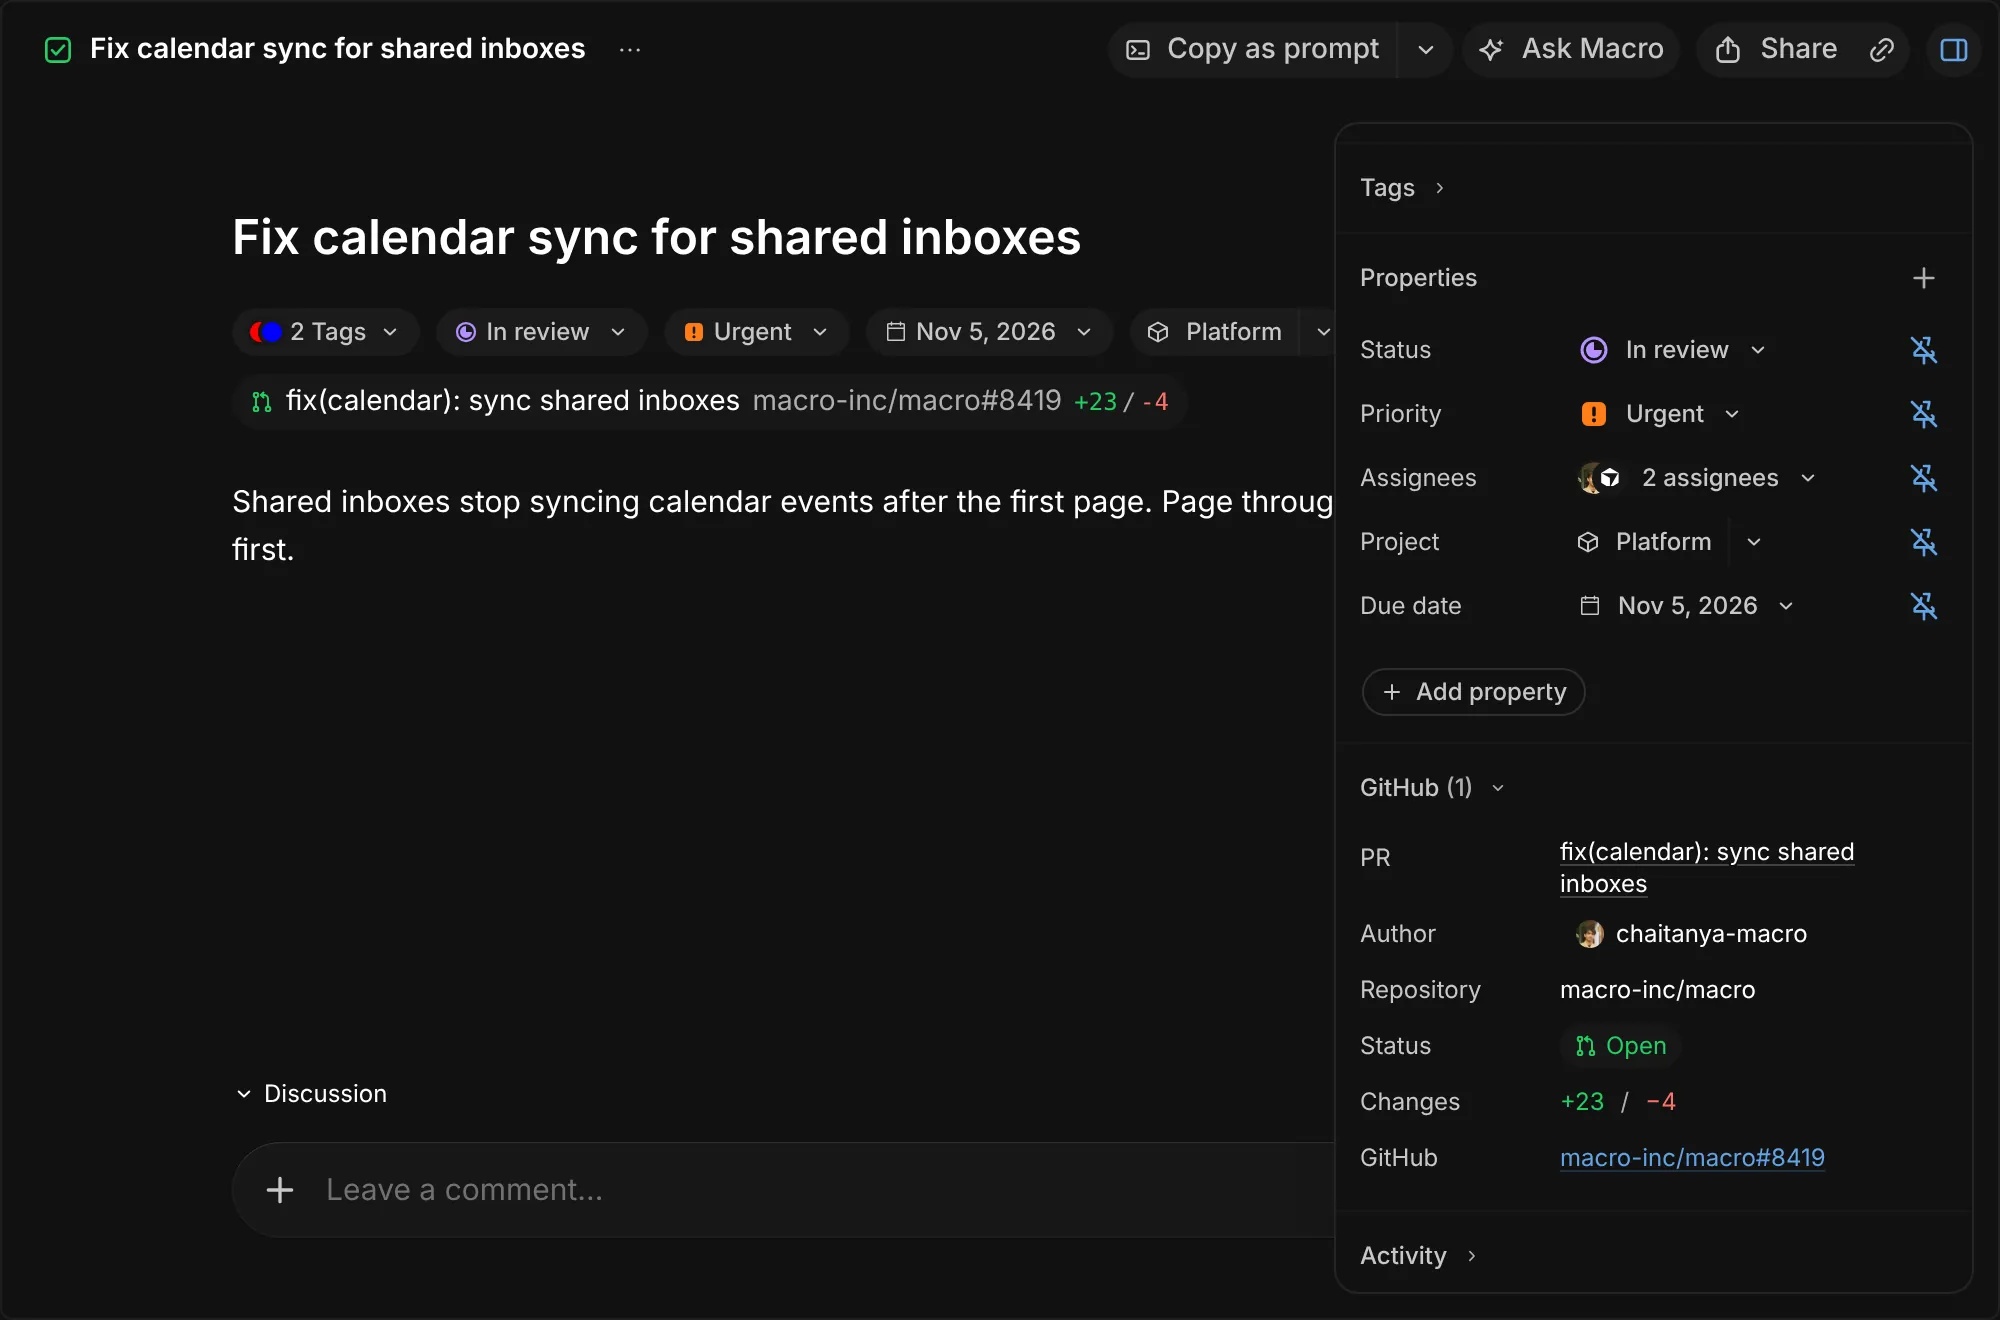 Fix calendar sync for shared inboxes ...
Copy as prompt
Ask Macro
Share
Fix calendar sync for shared inboxes
2 Tags
In review
Urgent
Nov 5, 2026
Platform
fix(calendar): sync shared inboxes macro-inc/macro#8419 +23 / -4
Shared inboxes stop syncing calendar events after the first page. Page throug
first.
Discussion
Leave a comment...
Tags
Properties
Status In review
Priority Urgent
Assignees 2 assignees
Project Platform
Due date Nov 5, 2026
+ Add property
GitHub (1)
PR fix(calendar): sync shared
inboxes
Author chaitanya-macro
Repository macro-inc/macro
Status Open
Changes +23 / −4
GitHub macro-inc/macro#8419
Activity